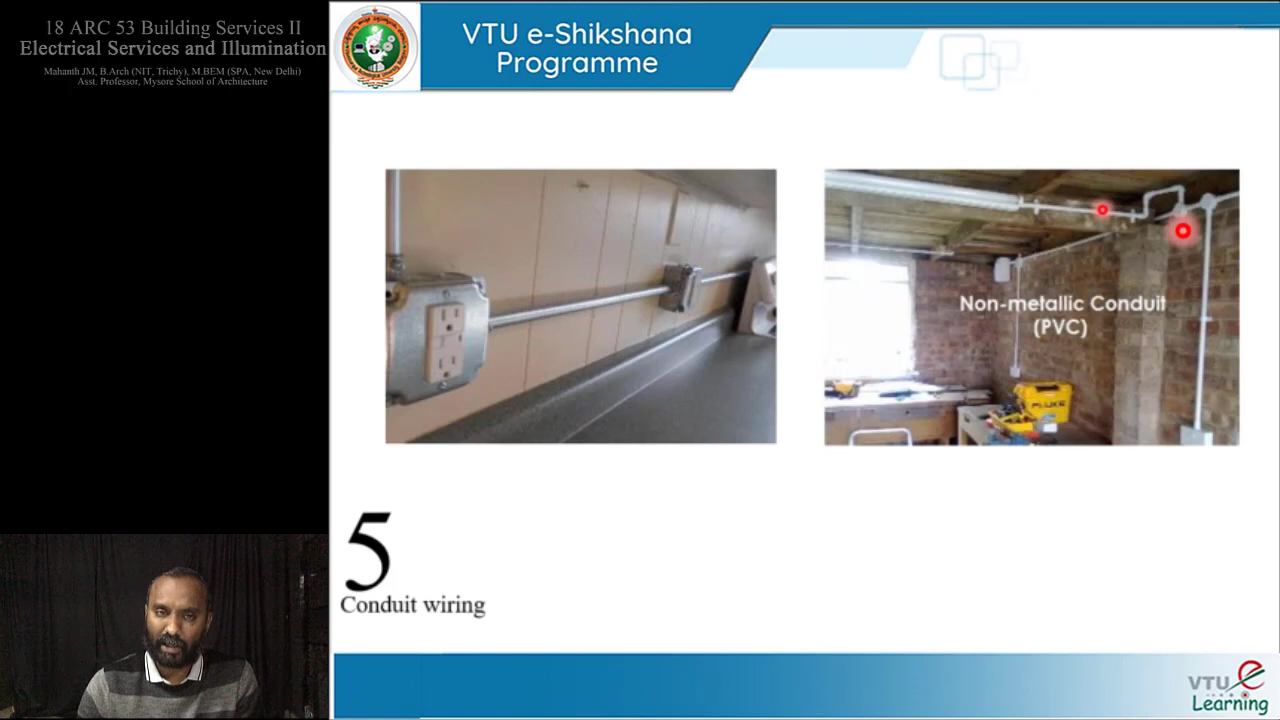 18 ARC 53 Building Services II
Electrical Services and Illumination
Mahanth JM, B.Arch (NIT, Trichy), M.BEM (SPA, New Delhi)
Asst. Professor, Mysore School of Architecture
VTU e-Shikshana
Programme
Non-metallic Conduit
(PVC)
FLUKE
5
Conduit wiring
VTU e
Learning